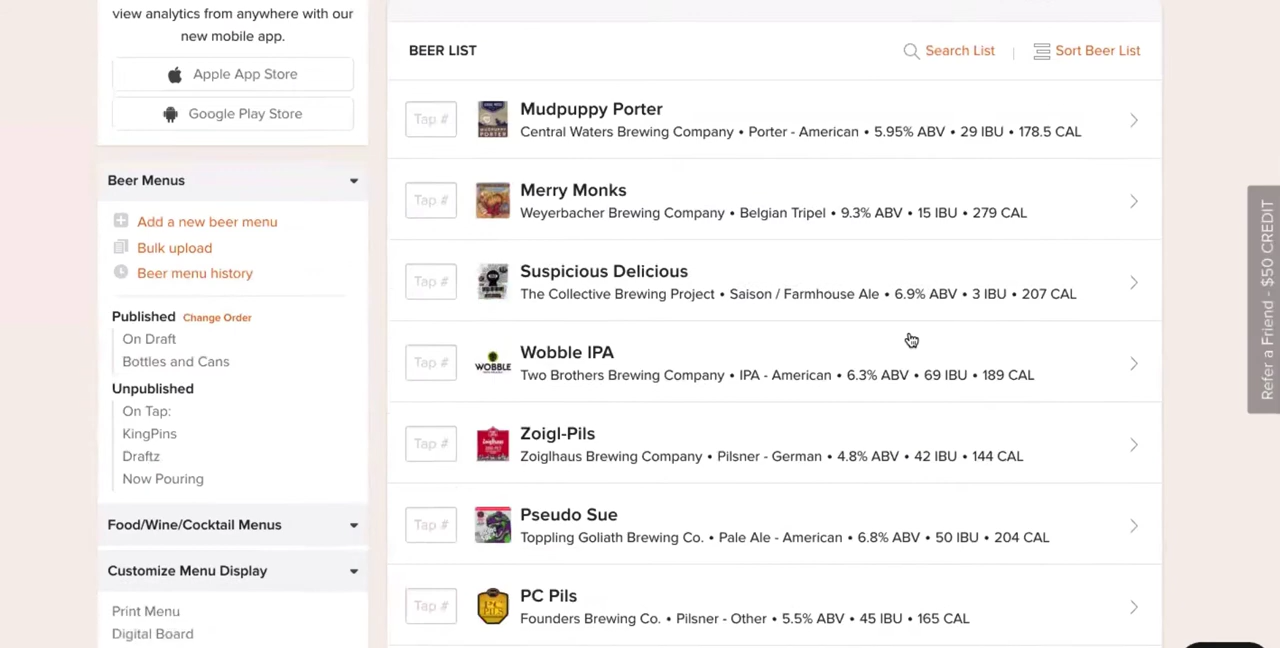 view analytics from anywhere with our
new mobile app.
Apple App Store
Google Play Store
Beer Menus
Add a new beer menu
Bulk upload
Beer menu history
Published Change Order
On Draft
Bottles and Cans
Unpublished
On Tap:
KingPins
Draftz
Now Pouring
Food/Wine/Cocktail Menus
Customize Menu Display
Print Menu
Digital Board
BEER LIST
Search List | Sort Beer List
Tap #
Mudpuppy Porter
Central Waters Brewing Company • Porter - American • 5.95% ABV • 29 IBU • 178.5 CAL
Tap #
Merry Monks
Weyerbacher Brewing Company • Belgian Tripel • 9.3% ABV • 15 IBU • 279 CAL
Tap #
Suspicious Delicious
The Collective Brewing Project • Saison / Farmhouse Ale • 6.9% ABV • 3 IBU • 207 CAL
Tap #
WOBBLE
Wobble IPA
Two Brothers Brewing Company • IPA - American • 6.3% ABV • 69 IBU • 189 CAL
Tap #
Zoigl-Pils
Zoiglhaus Brewing Company • Pilsner - German • 4.8% ABV • 42 IBU • 144 CAL
Tap #
Pseudo Sue
Toppling Goliath Brewing Co. • Pale Ale - American • 6.8% ABV • 50 IBU • 204 CAL
Tap #
PC Pils
Founders Brewing Co. • Pilsner - Other • 5.5% ABV • 45 IBU • 165 CAL
Refer a Friend - $50 CREDIT